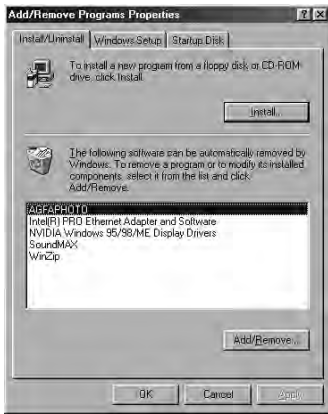 Add/Remove Programs Properties
Install/Uninstall Windows Setup Startup Disk
To install a new program from a floppy disk or CD-ROM
drive, click Install.
Install...
The following software can be automatically removed by
Windows. To remove a program or to modify its installed
components, select it from the list and click
Add/Remove.
AGFAPHOTO
Intel(R) PRO Ethernet Adapter and Software
NVIDIA Windows 95/98/ME Display Drivers
SoundMAX
WinZip
Add/Remove...
OK Cancel Apply